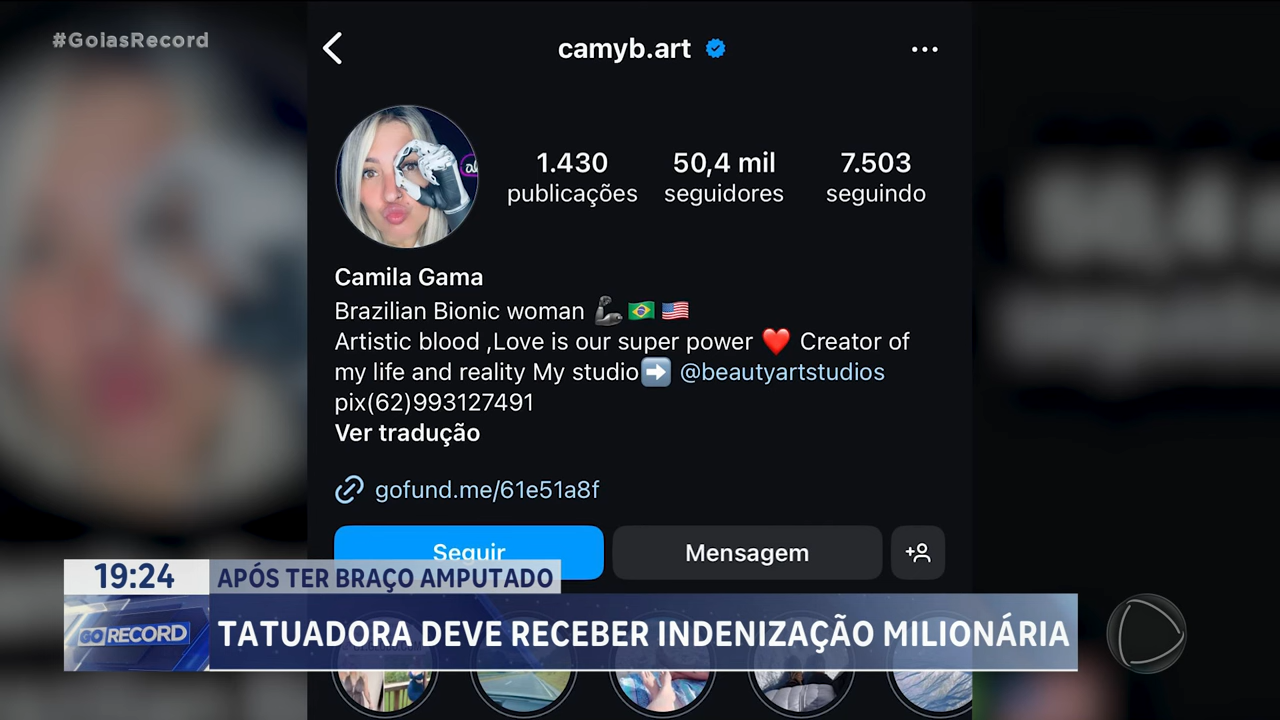 #GoiasRecord
camyb.art
1.430
publicações
50,4 mil
seguidores
7.503
seguindo
Camila Gama
Brazilian Bionic woman 🦾🇧🇷🇺🇸
Artistic blood ,Love is our super power ❤️ Creator of
my life and reality My studio➡️ @beautyartstudios
pix(62)993127491
Ver tradução
gofund.me/61e51a8f
Seguir
Mensagem
19:24
APÓS TER BRAÇO AMPUTADO
GO RECORD
TATUADORA DEVE RECEBER INDENIZAÇÃO MILIONÁRIA